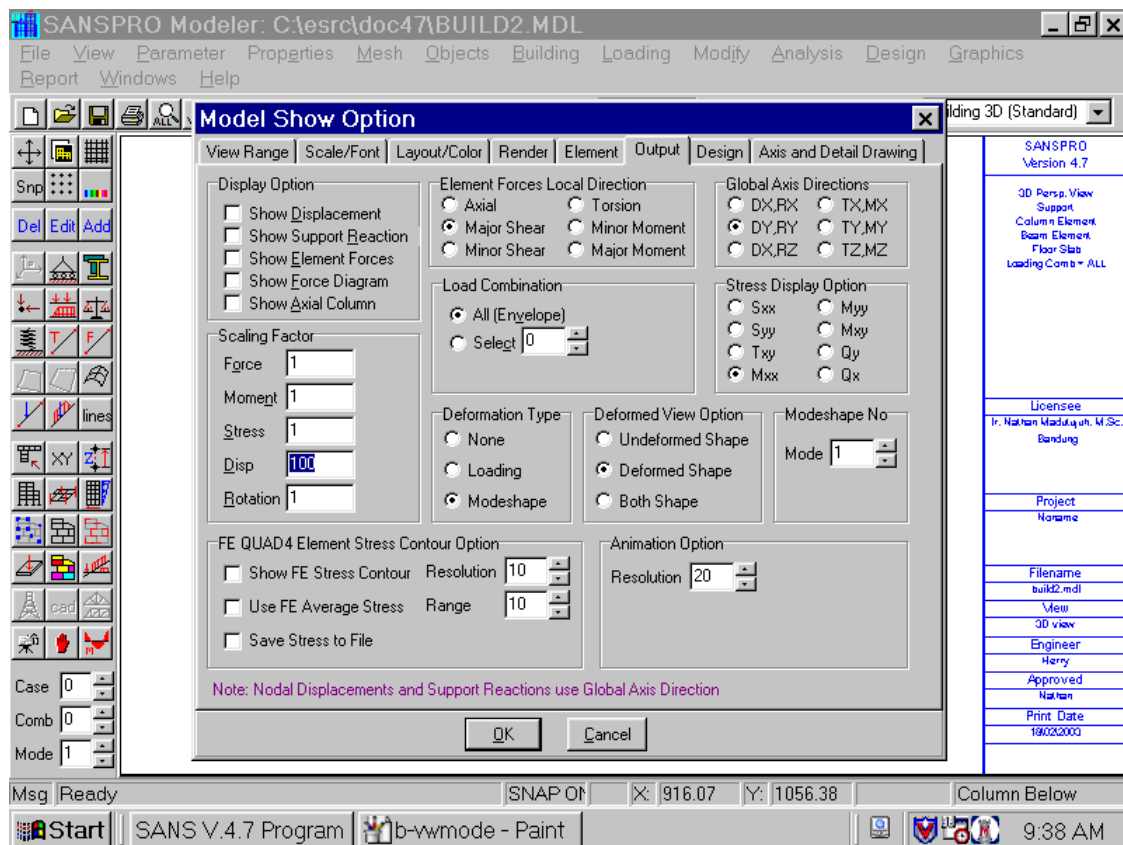 SANSPRO Modeler: C:\esrc\doc47\BUILD2.MDL
File View Parameter Properties Mesh Objects Building Loading Modify Analysis Design Graphics
Report Windows Help
ALL
ilding 3D (Standard)
Model Show Option
View Range Scale/Font Layout/Color Render Element Output Design Axis and Detail Drawing
Display Option
Show Displacement
Show Support Reaction
Show Element Forces
Show Force Diagram
Show Axial Column
Element Forces Local Direction
Axial Torsion
Major Shear Minor Moment
Minor Shear Major Moment
Global Axis Directions
DX,RX TX,MX
DY,RY TY,MY
DX,RZ TZ,MZ
Load Combination
All (Envelope)
Select 0
Stress Display Option
Sxx Myy
Syy Mxy
Txy Qy
Mxx Qx
Scaling Factor
Force 1
Moment 1
Stress 1
Disp 100
Rotation 1
Deformation Type
None
Loading
Modeshape
Deformed View Option
Undeformed Shape
Deformed Shape
Both Shape
Modeshape No
Mode 1
FE QUAD4 Element Stress Contour Option
Show FE Stress Contour Resolution 10
Use FE Average Stress Range 10
Save Stress to File
Animation Option
Resolution 20
Note: Nodal Displacements and Support Reactions use Global Axis Direction
OK Cancel
Snp
Del Edit Add
T F
lines
XY Z
cad
M
Case 0
Comb 0
Mode 1
SANSPRO
Version 4.7
3D Persp. View
Support
Column Element
Beam Element
Floor Slab
Loading Comb = ALL
Licensee
Ir. Nathan Madutujuh, M.Sc.
Bandung
Project
Noname
Filename
build2.mdl
View
3D view
Engineer
Herry
Approved
Nathan
Print Date
18/02/2003
Msg Ready SNAP ON X: 916.07 Y: 1056.38 Column Below
Start SANS V.4.7 Program b-vwmode - Paint 9:38 AM